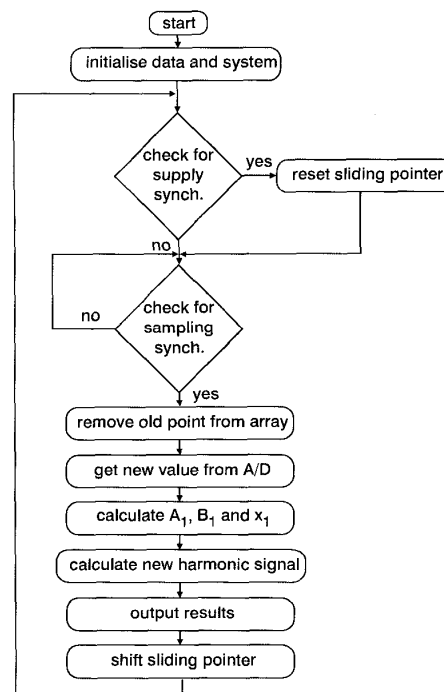 start
initialise data and system
check for
supply
synch.
yes
reset sliding pointer
no
check for
sampling
synch.
no
yes
remove old point from array
get new value from A/D
calculate A₁, B₁ and x₁
calculate new harmonic signal
output results
shift sliding pointer